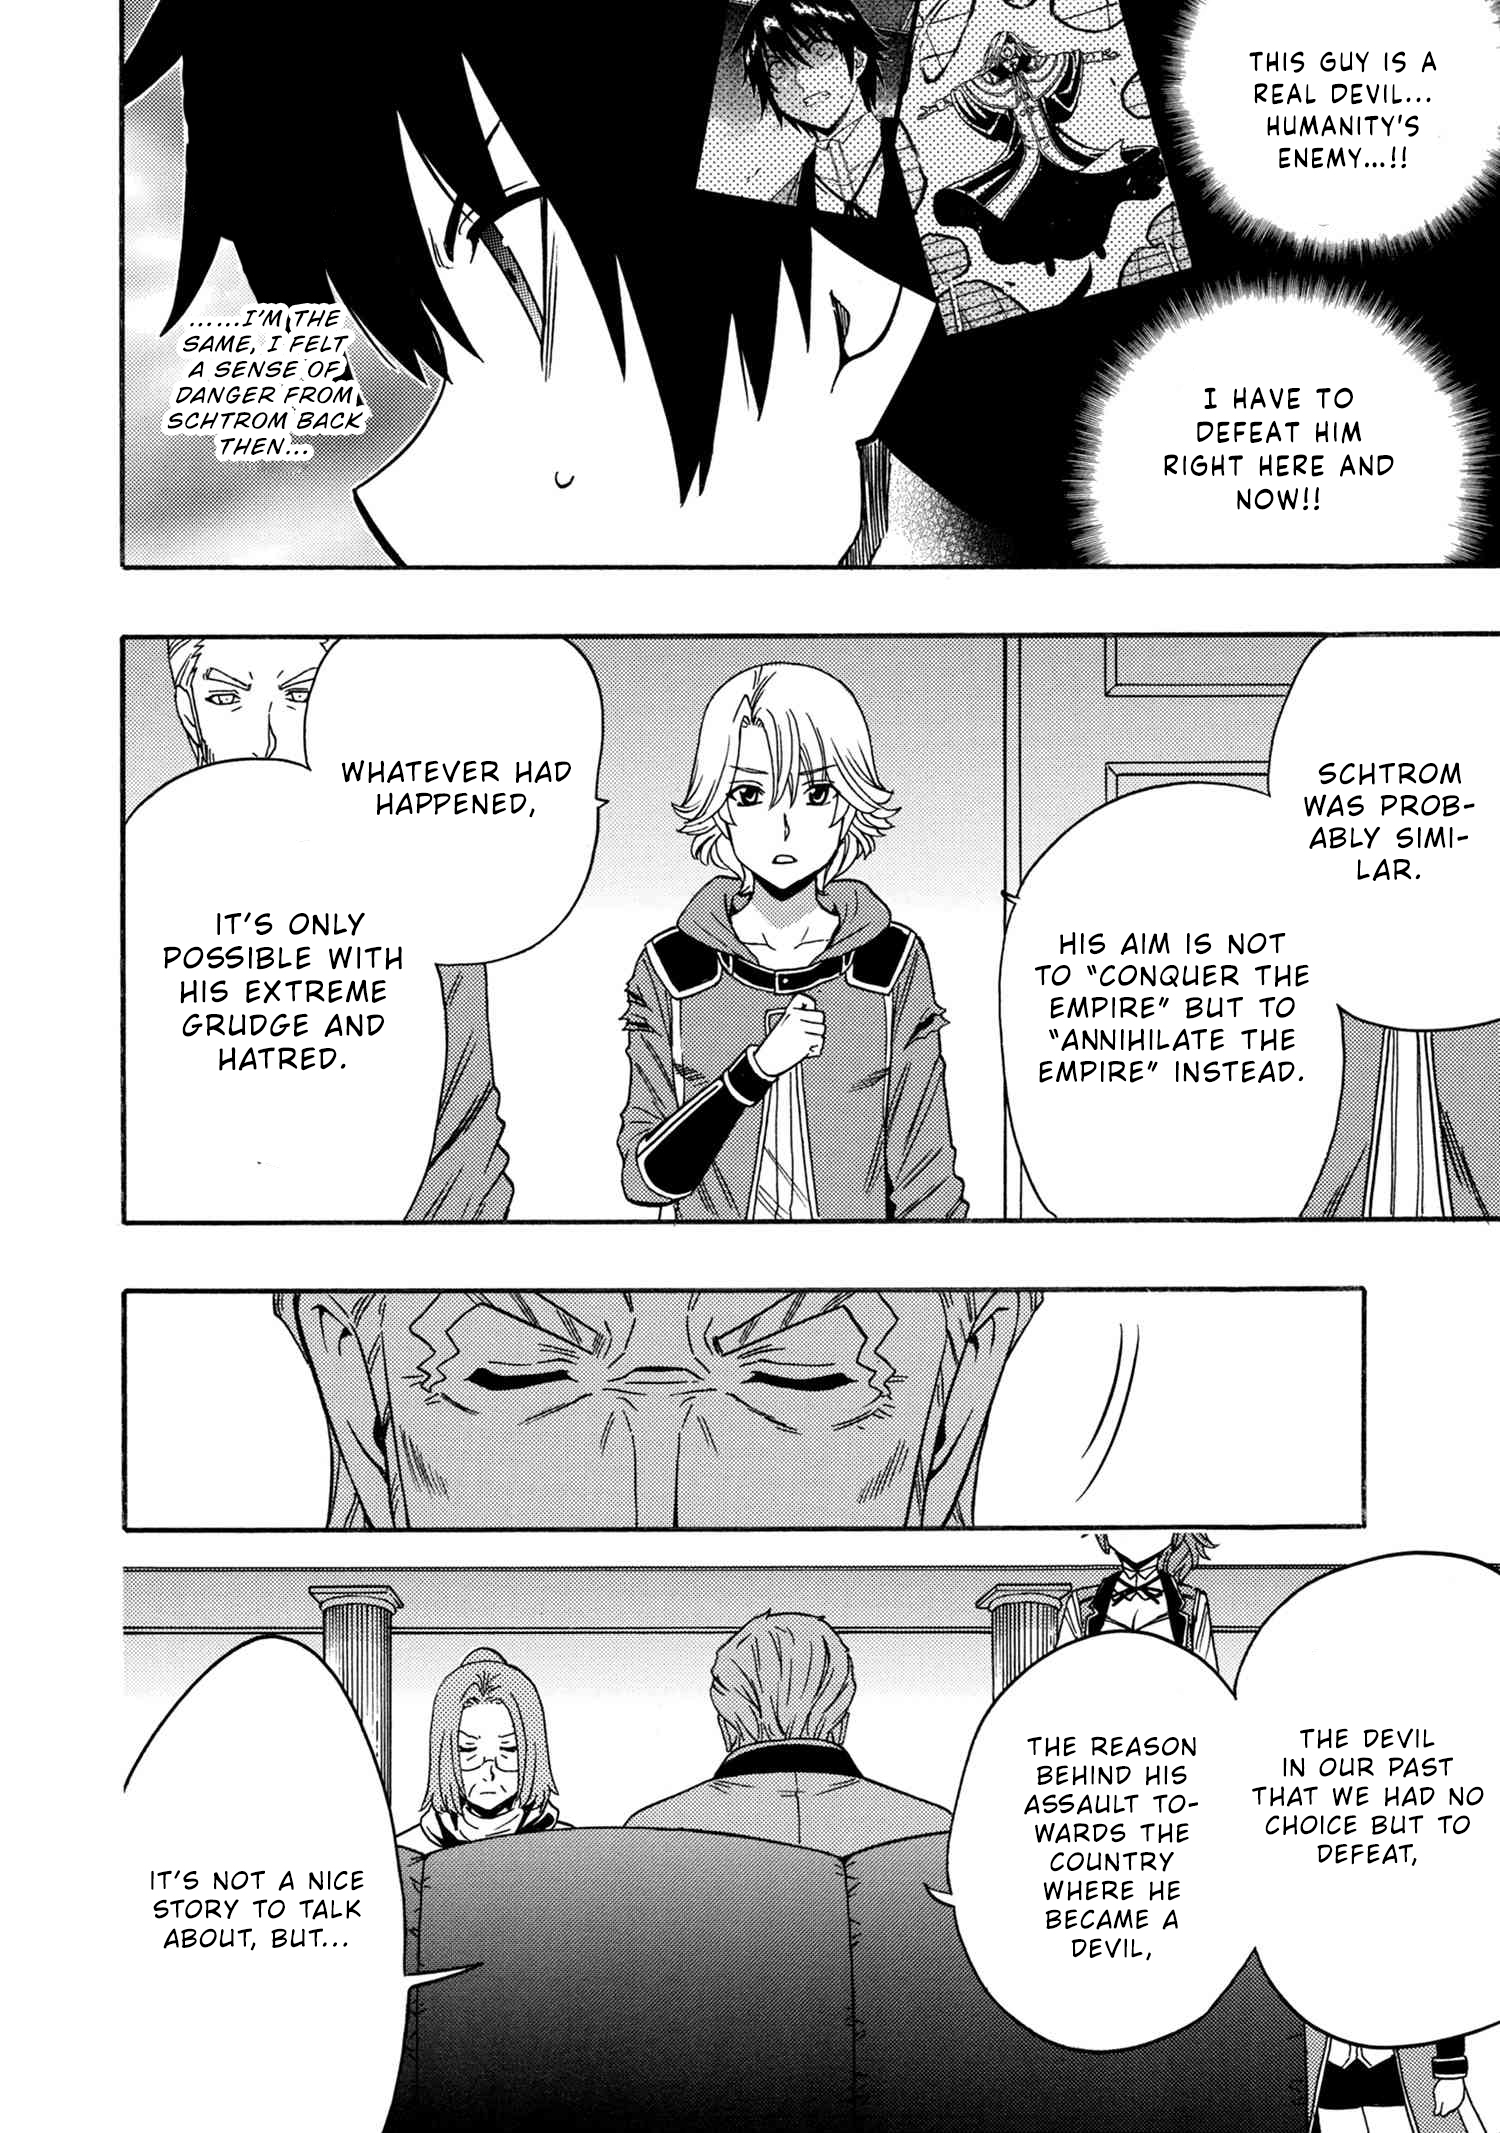 THIS GUY IS A
REAL DEVIL...
HUMANITY'S
ENEMY...!!
I HAVE TO
DEFEAT HIM
RIGHT HERE AND
NOW!!
......I'M THE
SAME, I FELT
A SENSE OF
DANGER FROM
SCHTROM BACK
THEN...
SCHTROM
WAS PROB-
ABLY SIMI-
LAR.
HIS AIM IS NOT
TO "CONQUER THE
EMPIRE" BUT TO
"ANNIHILATE THE
EMPIRE" INSTEAD.
WHATEVER HAD
HAPPENED,
IT'S ONLY
POSSIBLE WITH
HIS EXTREME
GRUDGE AND
HATRED.
THE DEVIL
IN OUR PAST
THAT WE HAD NO
CHOICE BUT TO
DEFEAT,
THE REASON
BEHIND HIS
ASSAULT TO-
WARDS THE
COUNTRY
WHERE HE
BECAME A
DEVIL,
IT'S NOT A NICE
STORY TO TALK
ABOUT, BUT...